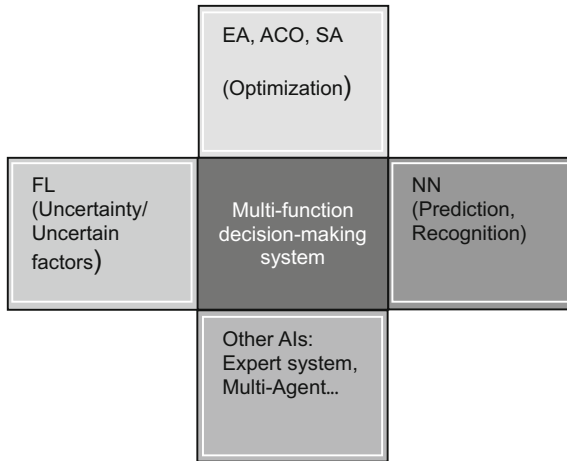 EA, ACO, SA
(Optimization)
FL
(Uncertainty/
Uncertain
factors)
Multi-function
decision-making
system
NN
(Prediction,
Recognition)
Other AIs:
Expert system,
Multi-Agent...